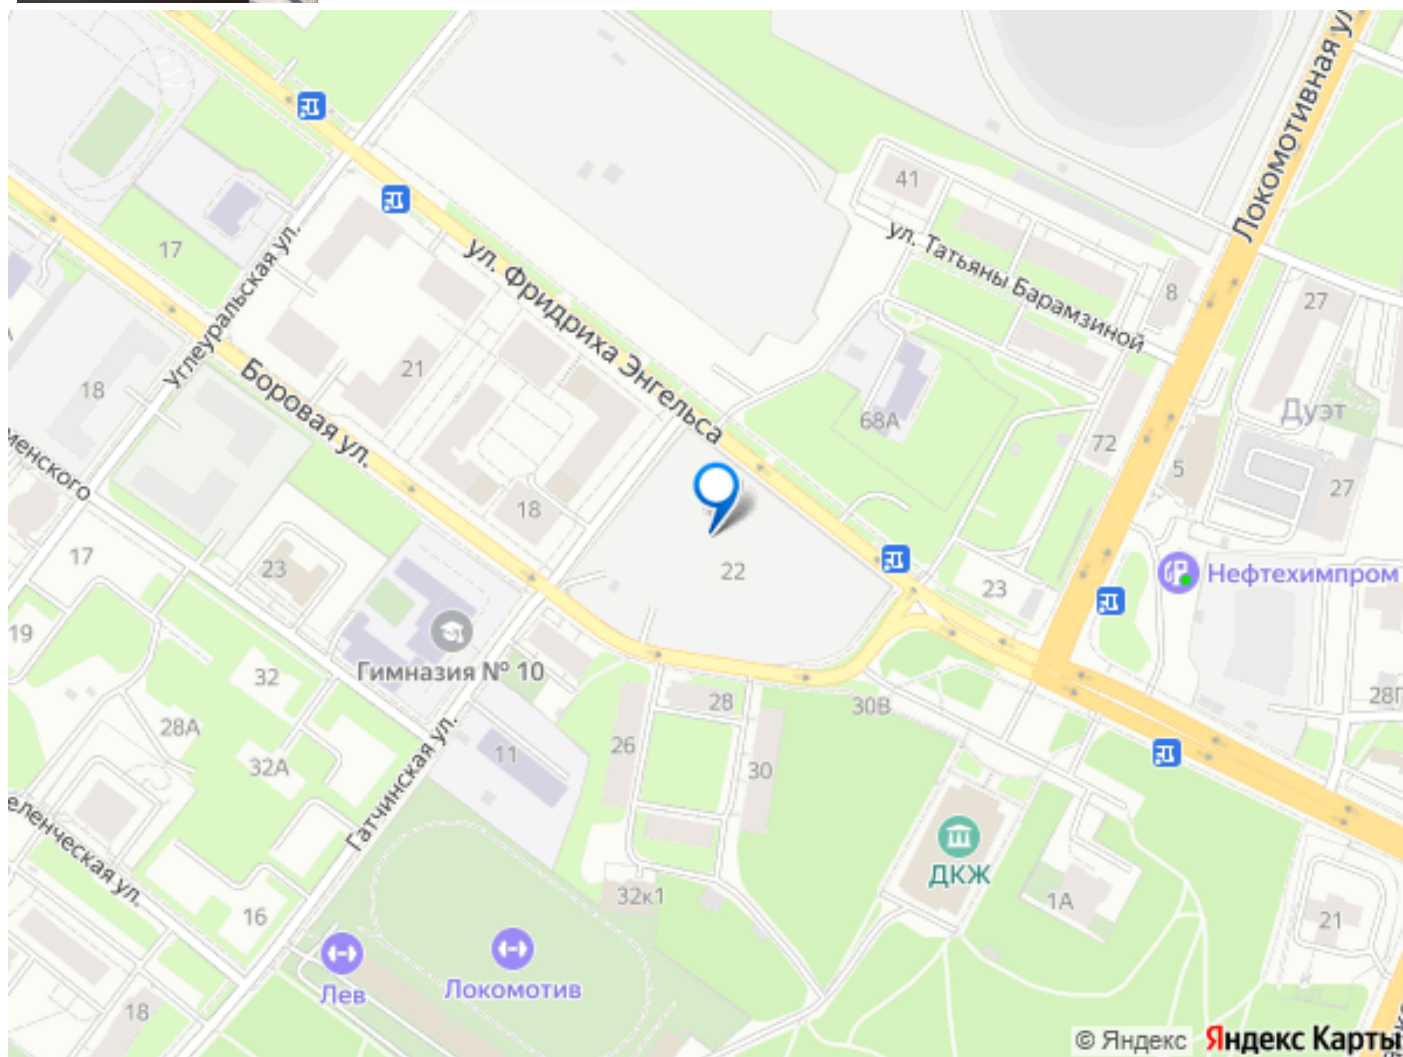 Локомотивная ул.
41
ул. Татьяны Барамзиной
8
27
17
Углеуральская ул.
ул. Фридриха Энгельса
21
18
Боровая ул.
68А
72
Дуэт
5
27
менского
18
22
17
23
23
Нефтехимпром
19
Гимназия № 10
32
28
30В
28А
26
11
32А
30
Гатчинская ул.
ДКЖ
еленческая ул.
32к1
1А
16
21
Лев
Локомотив
18
© Яндекс
Яндекс Карты